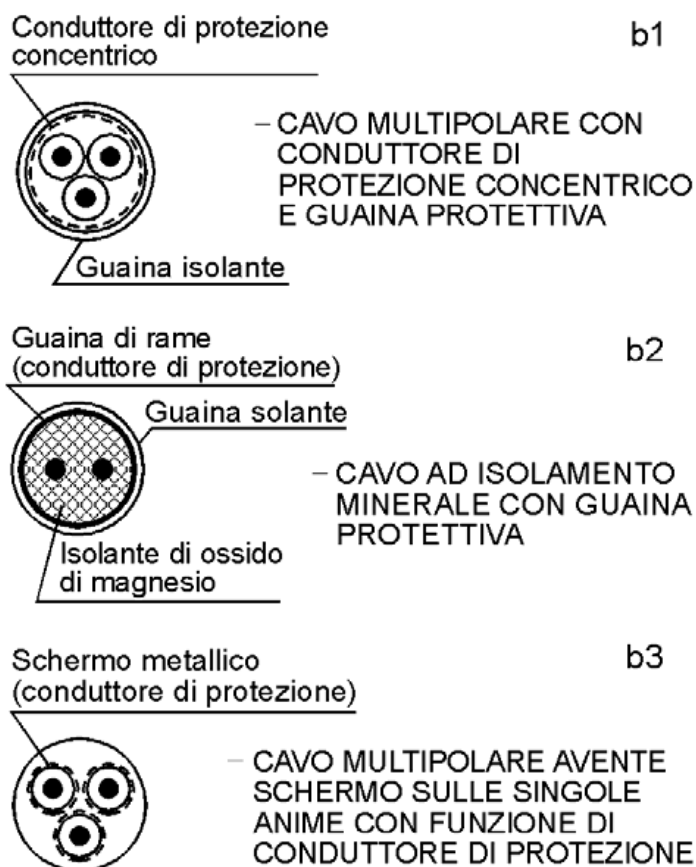 Conduttore di protezione
concentrico
b1
– CAVO MULTIPOLARE CON
CONDUTTORE DI
PROTEZIONE CONCENTRICO
E GUAINA PROTETTIVA
Guaina isolante
Guaina di rame
(conduttore di protezione)
b2
Guaina solante
– CAVO AD ISOLAMENTO
MINERALE CON GUAINA
PROTETTIVA
Isolante di ossido
di magnesio
Schermo metallico
(conduttore di protezione)
b3
– CAVO MULTIPOLARE AVENTE
SCHERMO SULLE SINGOLE
ANIME CON FUNZIONE DI
CONDUTTORE DI PROTEZIONE